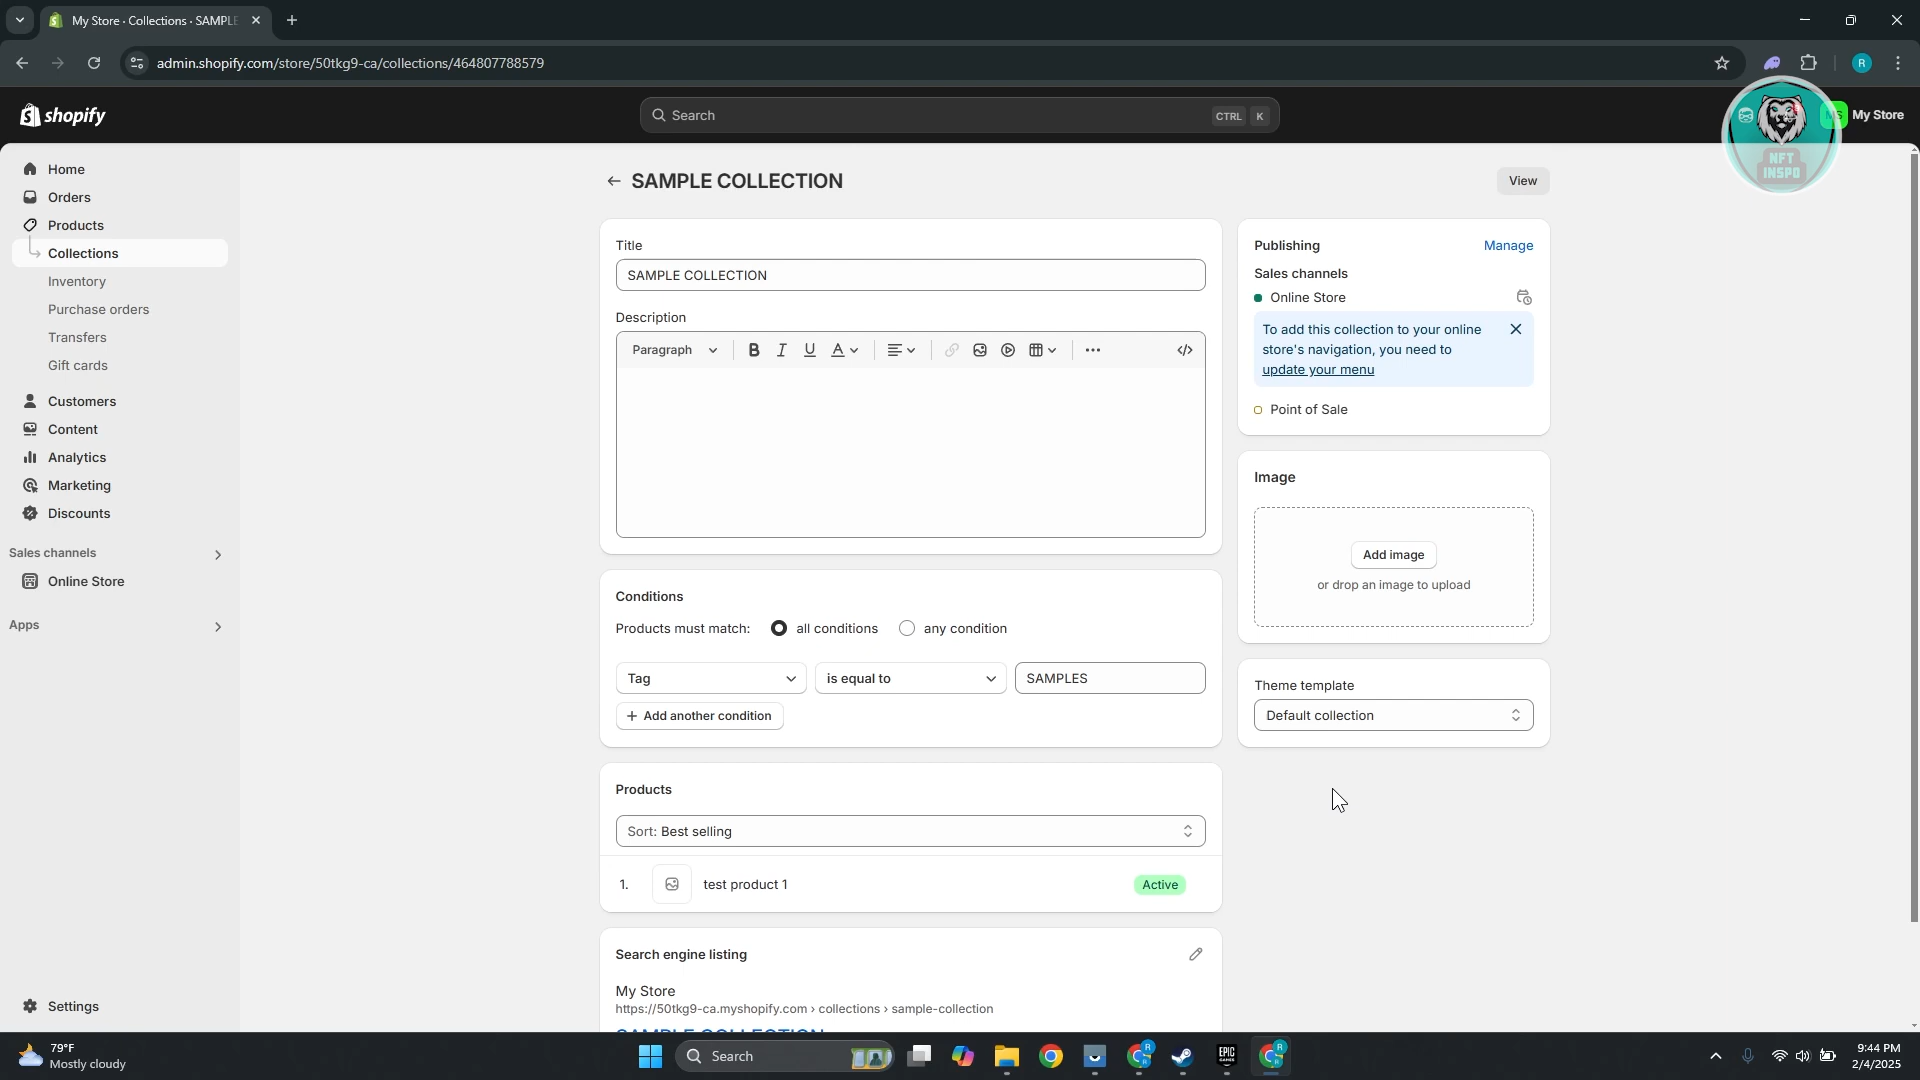 My Store · Collections · SAMPLE
admin.shopify.com/store/50tkg9-ca/collections/464807788579
R
shopify
Search
CTRL K
My Store
NFT
INSPO
Home
Orders
Products
Collections
Inventory
Purchase orders
Transfers
Gift cards
Customers
Content
Analytics
Marketing
Discounts
Sales channels
Online Store
Apps
Settings
SAMPLE COLLECTION
View
Title
SAMPLE COLLECTION
Description
Paragraph
Conditions
Products must match: all conditions any condition
Tag is equal to SAMPLES
+ Add another condition
Products
Sort: Best selling
1. test product 1 Active
Search engine listing
My Store
https://50tkg9-ca.myshopify.com › collections › sample-collection
SAMPLE COLLECTION
Publishing Manage
Sales channels
Online Store
To add this collection to your online
store's navigation, you need to
update your menu
Point of Sale
Image
Add image
or drop an image to upload
Theme template
Default collection
79°F
Mostly cloudy
Search
EPIC
GAMES
9:44 PM
2/4/2025